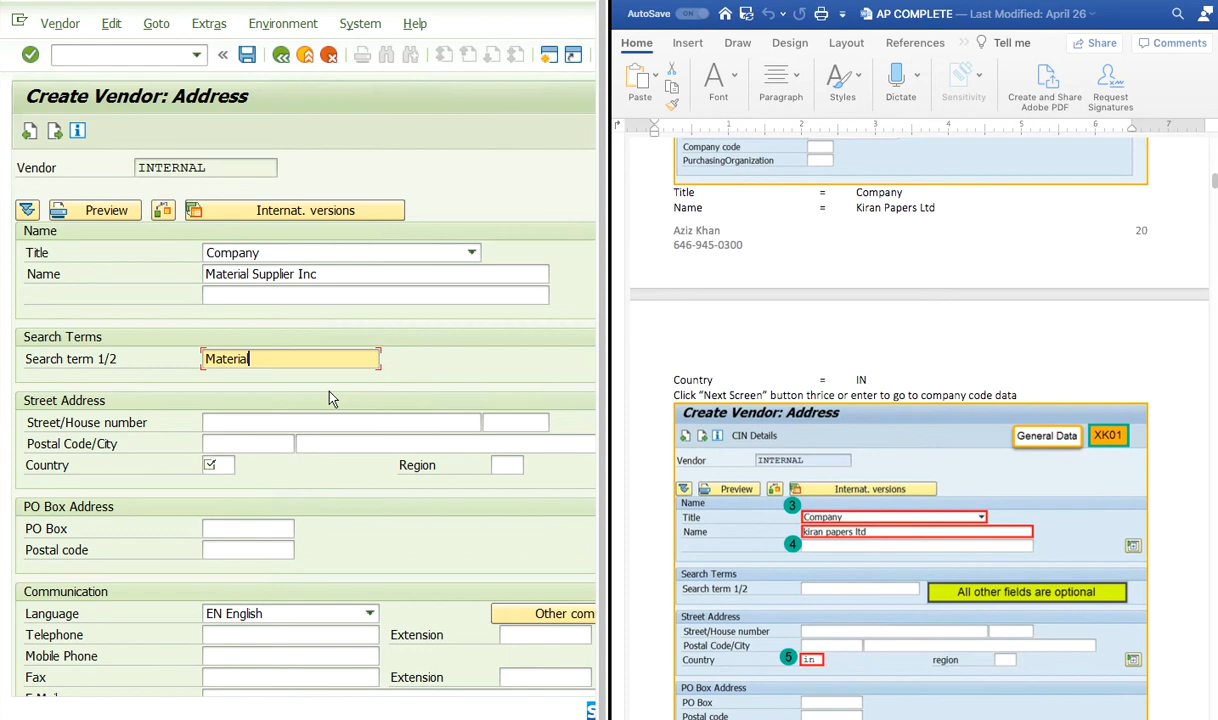 Vendor Edit Goto Extras Environment System Help
Create Vendor: Address
Vendor INTERNAL
Preview Internat. versions
Name
Title Company
Name Material Supplier Inc
Search Terms
Search term 1/2 Material
Street Address
Street/House number
Postal Code/City
Country Region
PO Box Address
PO Box
Postal code
Communication
Language EN English Other com
Telephone Extension
Mobile Phone
Fax Extension
AutoSave ON AP COMPLETE — Last Modified: April 26
Home Insert Draw Design Layout References Tell me Share Comments
Paste Font Paragraph Styles Dictate Sensitivity Create and Share Adobe PDF Request Signatures
1 2 3 4 5 6 7
Company code
PurchasingOrganization
Title = Company
Name = Kiran Papers Ltd
Aziz Khan 20
646-945-0300
Country = IN
Click “Next Screen” button thrice or enter to go to company code data
Create Vendor: Address
CIN Details General Data XK01
Vendor INTERNAL
Preview Internat. versions
Name 3
Title Company
Name kiran papers ltd
4
Search Terms
Search term 1/2 All other fields are optional
Street Address
Street/House number
Postal Code/City
Country 5 in region
PO Box Address
PO Box
Postal code